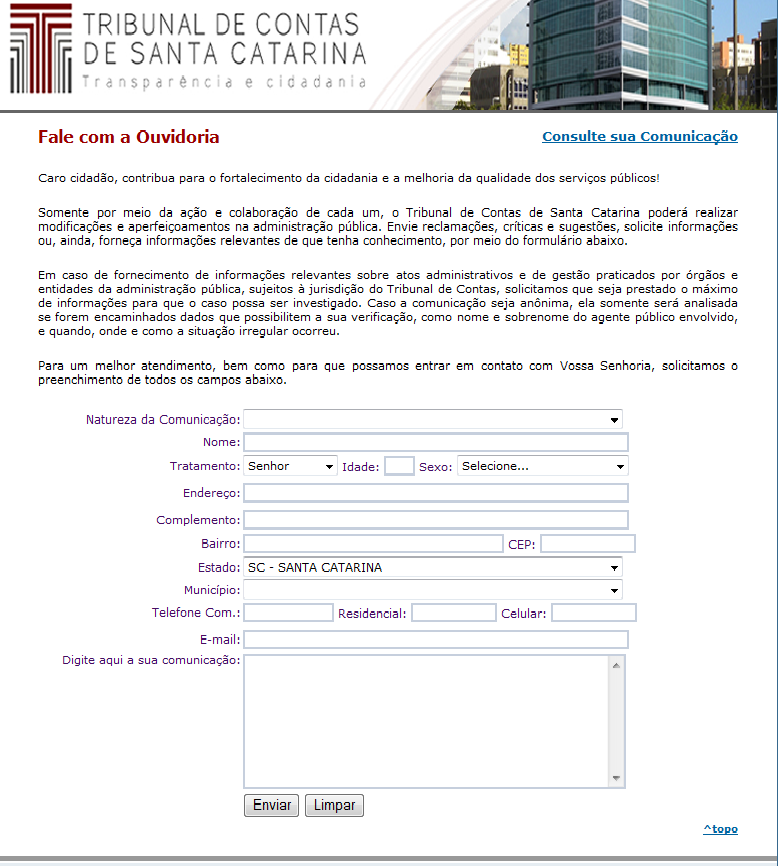 TRIBUNAL DE CONTAS
DE SANTA CATARINA
Transparência e cidadania
Fale com a Ouvidoria
Consulte sua Comunicação
Caro cidadão, contribua para o fortalecimento da cidadania e a melhoria da qualidade dos serviços públicos!
Somente por meio da ação e colaboração de cada um, o Tribunal de Contas de Santa Catarina poderá realizar
modificações e aperfeiçoamentos na administração pública. Envie reclamações, críticas e sugestões, solicite informações
ou, ainda, forneça informações relevantes de que tenha conhecimento, por meio do formulário abaixo.
Em caso de fornecimento de informações relevantes sobre atos administrativos e de gestão praticados por órgãos e
entidades da administração pública, sujeitos à jurisdição do Tribunal de Contas, solicitamos que seja prestado o máximo
de informações para que o caso possa ser investigado. Caso a comunicação seja anônima, ela somente será analisada
se forem encaminhados dados que possibilitem a sua verificação, como nome e sobrenome do agente público envolvido,
e quando, onde e como a situação irregular ocorreu.
Para um melhor atendimento, bem como para que possamos entrar em contato com Vossa Senhoria, solicitamos o
preenchimento de todos os campos abaixo.
Natureza da Comunicação:
Nome:
Tratamento: Senhor Idade: Sexo: Selecione...
Endereço:
Complemento:
Bairro: CEP:
Estado: SC - SANTA CATARINA
Município:
Telefone Com.: Residencial: Celular:
E-mail:
Digite aqui a sua comunicação:
Enviar Limpar
^topo